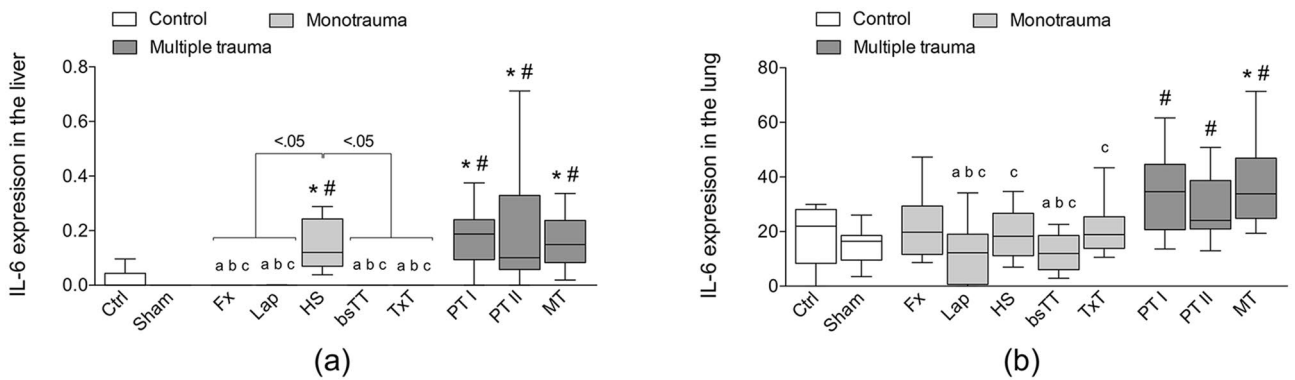 Control
Monotrauma
Multiple trauma
IL-6 expresison in the liver
0.8
0.6
0.4
0.2
0.0
* #
<.05
<.05
* #
* #
* #
a b c
a b c
a b c
a b c
Ctrl
Sham
Fx
Lap
HS
bsTT
TxT
PT I
PT II
MT
(a)
Control
Monotrauma
Multiple trauma
IL-6 expresison in the lung
80
60
40
20
0
* #
#
#
c
a b c
c
a b c
Ctrl
Sham
Fx
Lap
HS
bsTT
TxT
PT I
PT II
MT
(b)